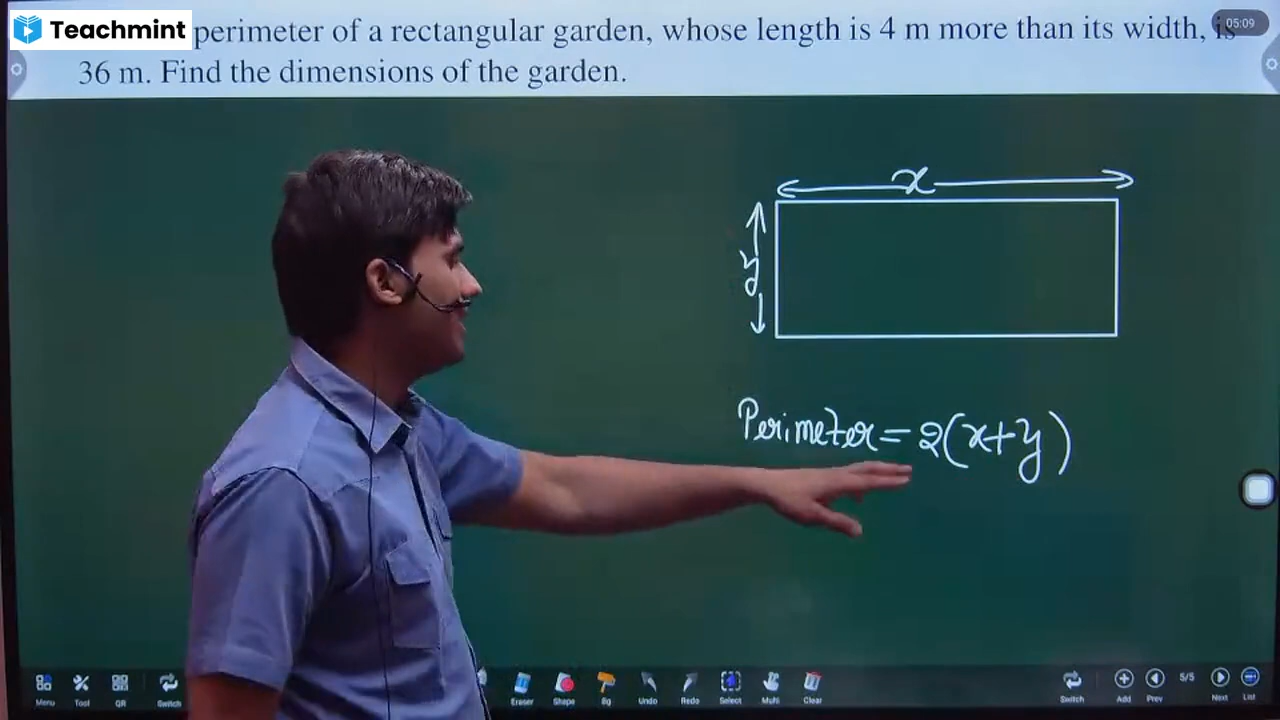 Teachmint
perimeter of a rectangular garden, whose length is 4 m more than its width, is
05:09
36 m. Find the dimensions of the garden.
x
y
Perimeter = 2(x+y)
Menu Tool QR Switch Eraser Shape Bg Undo Redo Select Multi Clear Switch Add Prev 5/5 Next List